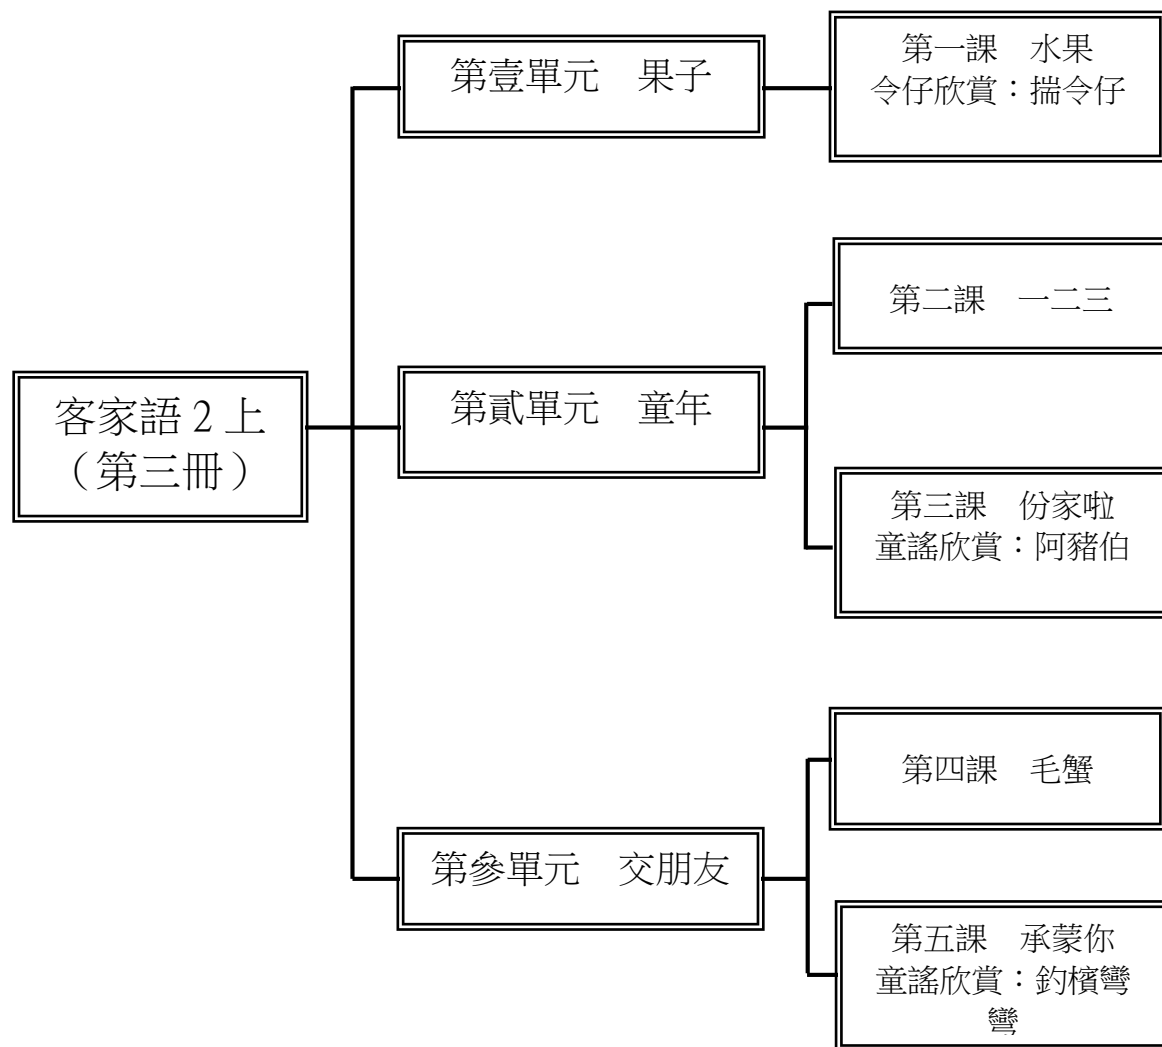 客家語2上
（第三冊）
第壹單元　果子
第一課　水果
令仔欣賞：揣令仔
第貳單元　童年
第二課　一二三
第三課　份家啦
童謠欣賞：阿豬伯
第參單元　交朋友
第四課　毛蟹
第五課　承蒙你
童謠欣賞：釣檳彎
彎